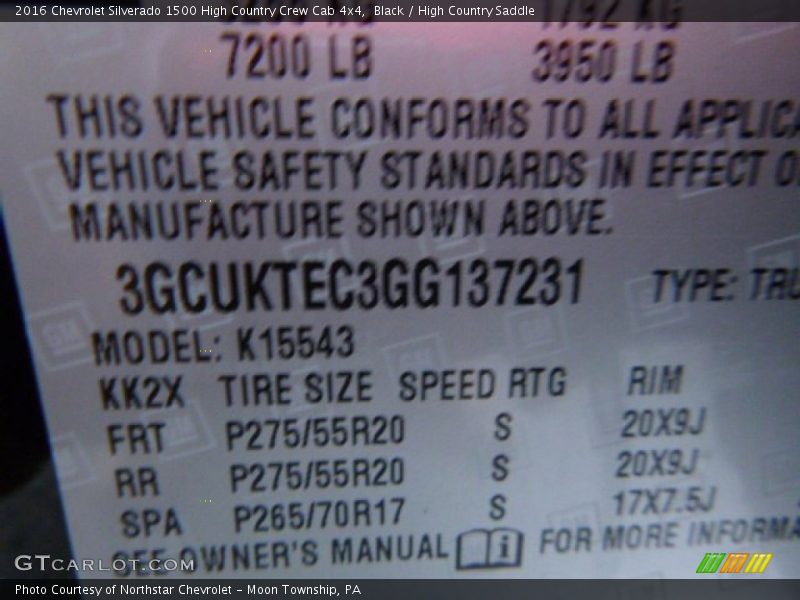 2016 Chevrolet Silverado 1500 High Country Crew Cab 4x4, Black / High Country Saddle
7200 LB 3950 LB
THIS VEHICLE CONFORMS TO ALL
VEHICLE SAFETY STANDARDS IN EFFECT
MANUFACTURE SHOWN ABOVE.
3GCUKTEC3GG137231 TYPE:
MODEL: K15543
KK2X TIRE SIZE SPEED RTG RIM
FRT P275/55R20 S 20X9J
RR P275/55R20 S 20X9J
SPA P265/70R17 S 17X7.5J
SEE OWNER'S MANUAL i FOR MORE
GTCarlot.com
Photo Courtesy of Northstar Chevrolet - Moon Township, PA